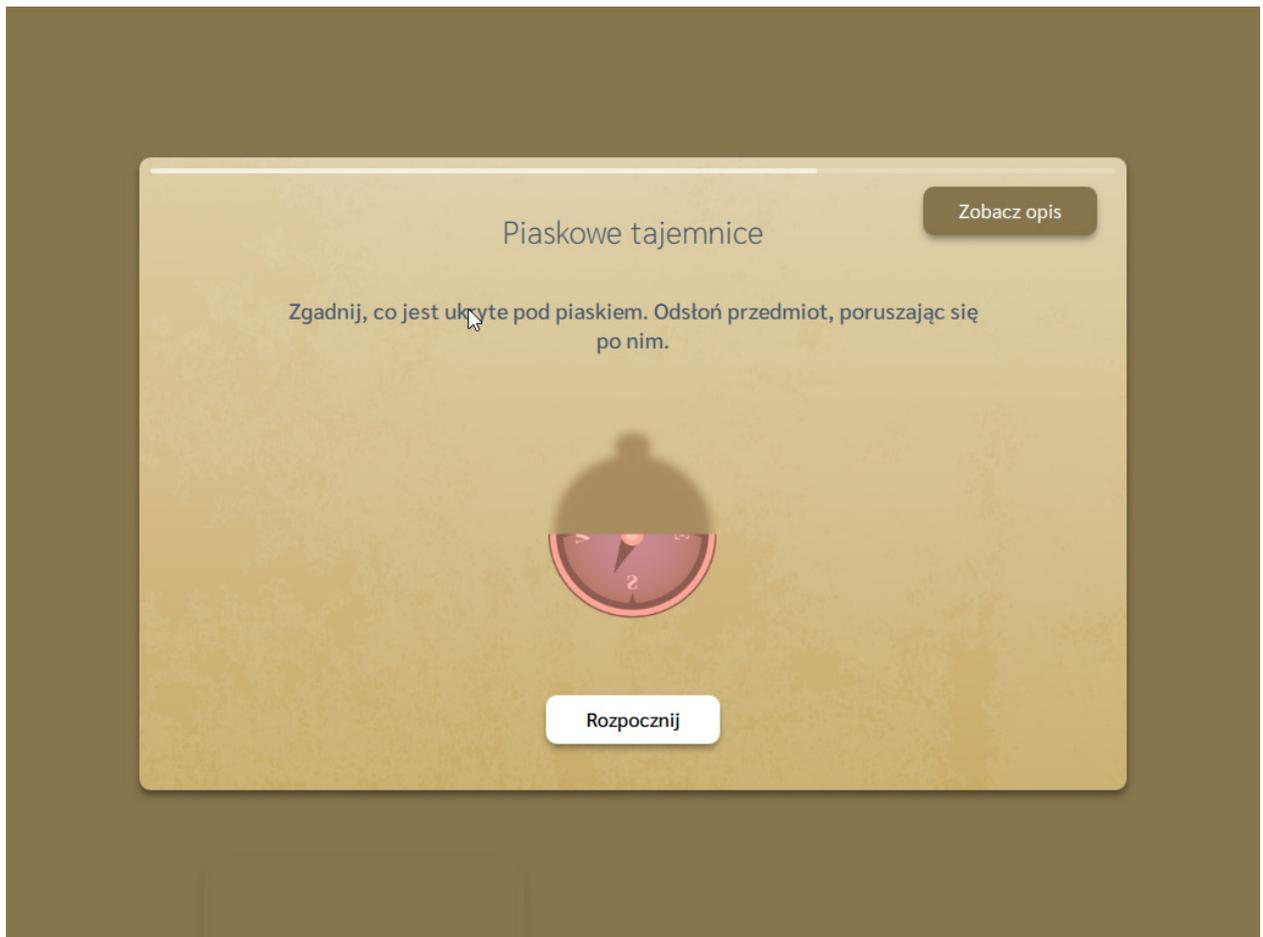 Zobacz opis
Piaskowe tajemnice
Zgadnij, co jest ukryte pod piaskiem. Odsłoń przedmiot, poruszając się
po nim.
S
Rozpocznij